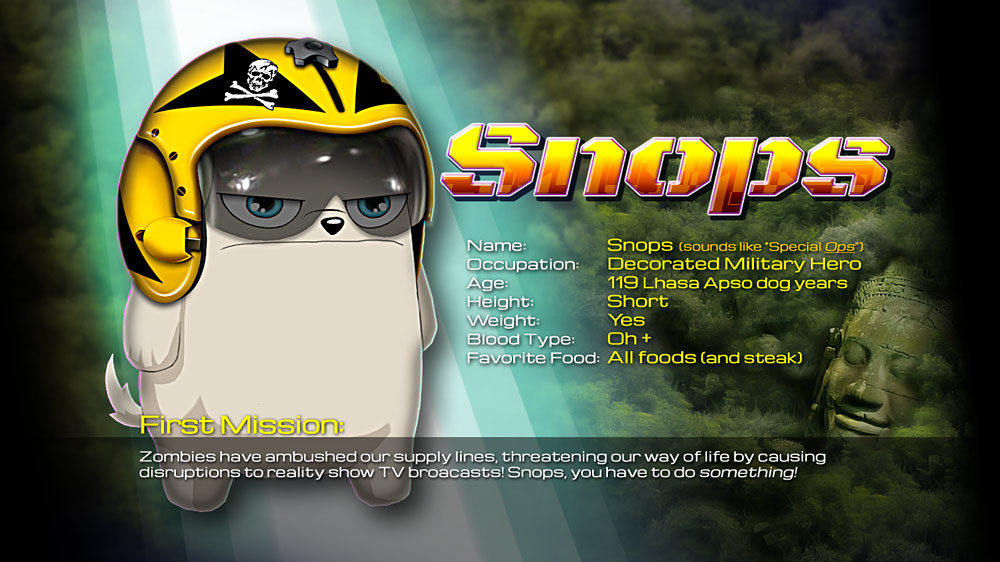 Snops
Name: Snops (sounds like "Special Ops")
Occupation: Decorated Military Hero
Age: 119 Lhasa Apso dog years
Height: Short
Weight: Yes
Blood Type: Oh +
Favorite Food: All foods (and steak)
First Mission:
Zombies have ambushed our supply lines, threatening our way of life by causing
disruptions to reality show TV broacasts! Snops, you have to do something!